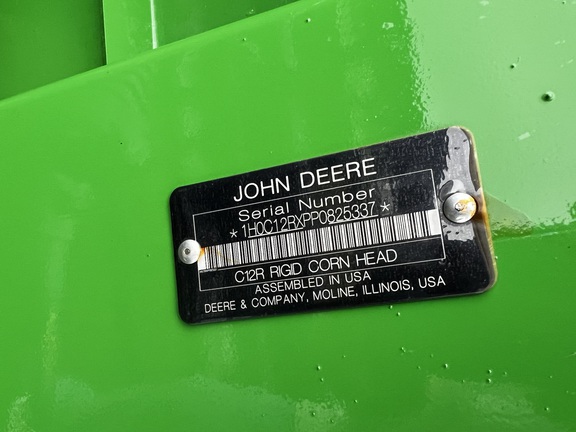 JOHN DEERE
Serial Number
*1H0C12RXPP0825337*
C12R RIGID CORN HEAD
ASSEMBLED IN USA
DEERE & COMPANY, MOLINE, ILLINOIS, USA